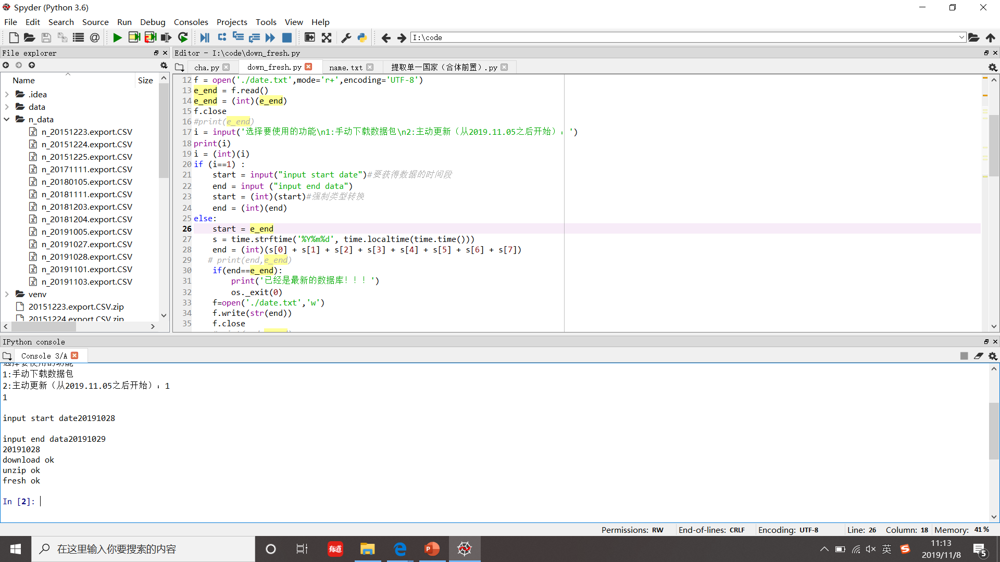 Spyder (Python 3.6)
File Edit Search Source Run Debug Consoles Projects Tools View Help
I:\code
File explorer
Name Size
.idea
data
n_data
n_20151223.export.CSV
n_20151224.export.CSV
n_20151225.export.CSV
n_20171111.export.CSV
n_20180105.export.CSV
n_20181111.export.CSV
n_20181203.export.CSV
n_20181204.export.CSV
n_20191005.export.CSV
n_20191027.export.CSV
n_20191028.export.CSV
n_20191101.export.CSV
n_20191103.export.CSV
venv
20151223.export.CSV.zip
20151224.export.CSV.zip
Editor - I:\code\down_fresh.py
cha.py down_fresh.py name.txt 提取单一国家（合体前置）.py
12 f = open('./date.txt',mode='r+',encoding='UTF-8')
13 e_end = f.read()
14 e_end = (int)(e_end)
15 f.close
16 #print(e_end)
17 i = input('选择要使用的功能\n1:手动下载数据包\n2:主动更新（从2019.11.05之后开始）：')
18 print(i)
19 i = (int)(i)
20 if (i==1) :
21 start = input("input start date")#要获得数据的时间段
22 end = input ("input end data")
23 start = (int)(start)#强制类型转换
24 end = (int)(end)
25 else:
26 start = e_end
27 s = time.strftime('%Y%m%d', time.localtime(time.time()))
28 end = (int)(s[0] + s[1] + s[2] + s[3] + s[4] + s[5] + s[6] + s[7])
29 # print(end,e_end)
30 if(end==e_end):
31 print('已经是最新的数据库！！！')
32 os._exit(0)
33 f=open('./date.txt','w')
34 f.write(str(end))
35 f.close
IPython console
Console 3/A
选择要使用的功能
1:手动下载数据包
2:主动更新（从2019.11.05之后开始）：1
1
input start date20191028
input end data20191029
20191028
download ok
unzip ok
fresh ok
In [2]:
Permissions: RW End-of-lines: CRLF Encoding: UTF-8 Line: 26 Column: 18 Memory: 41 %
在这里输入你要搜索的内容
有道
P
英
S
11:13
2019/11/8
5